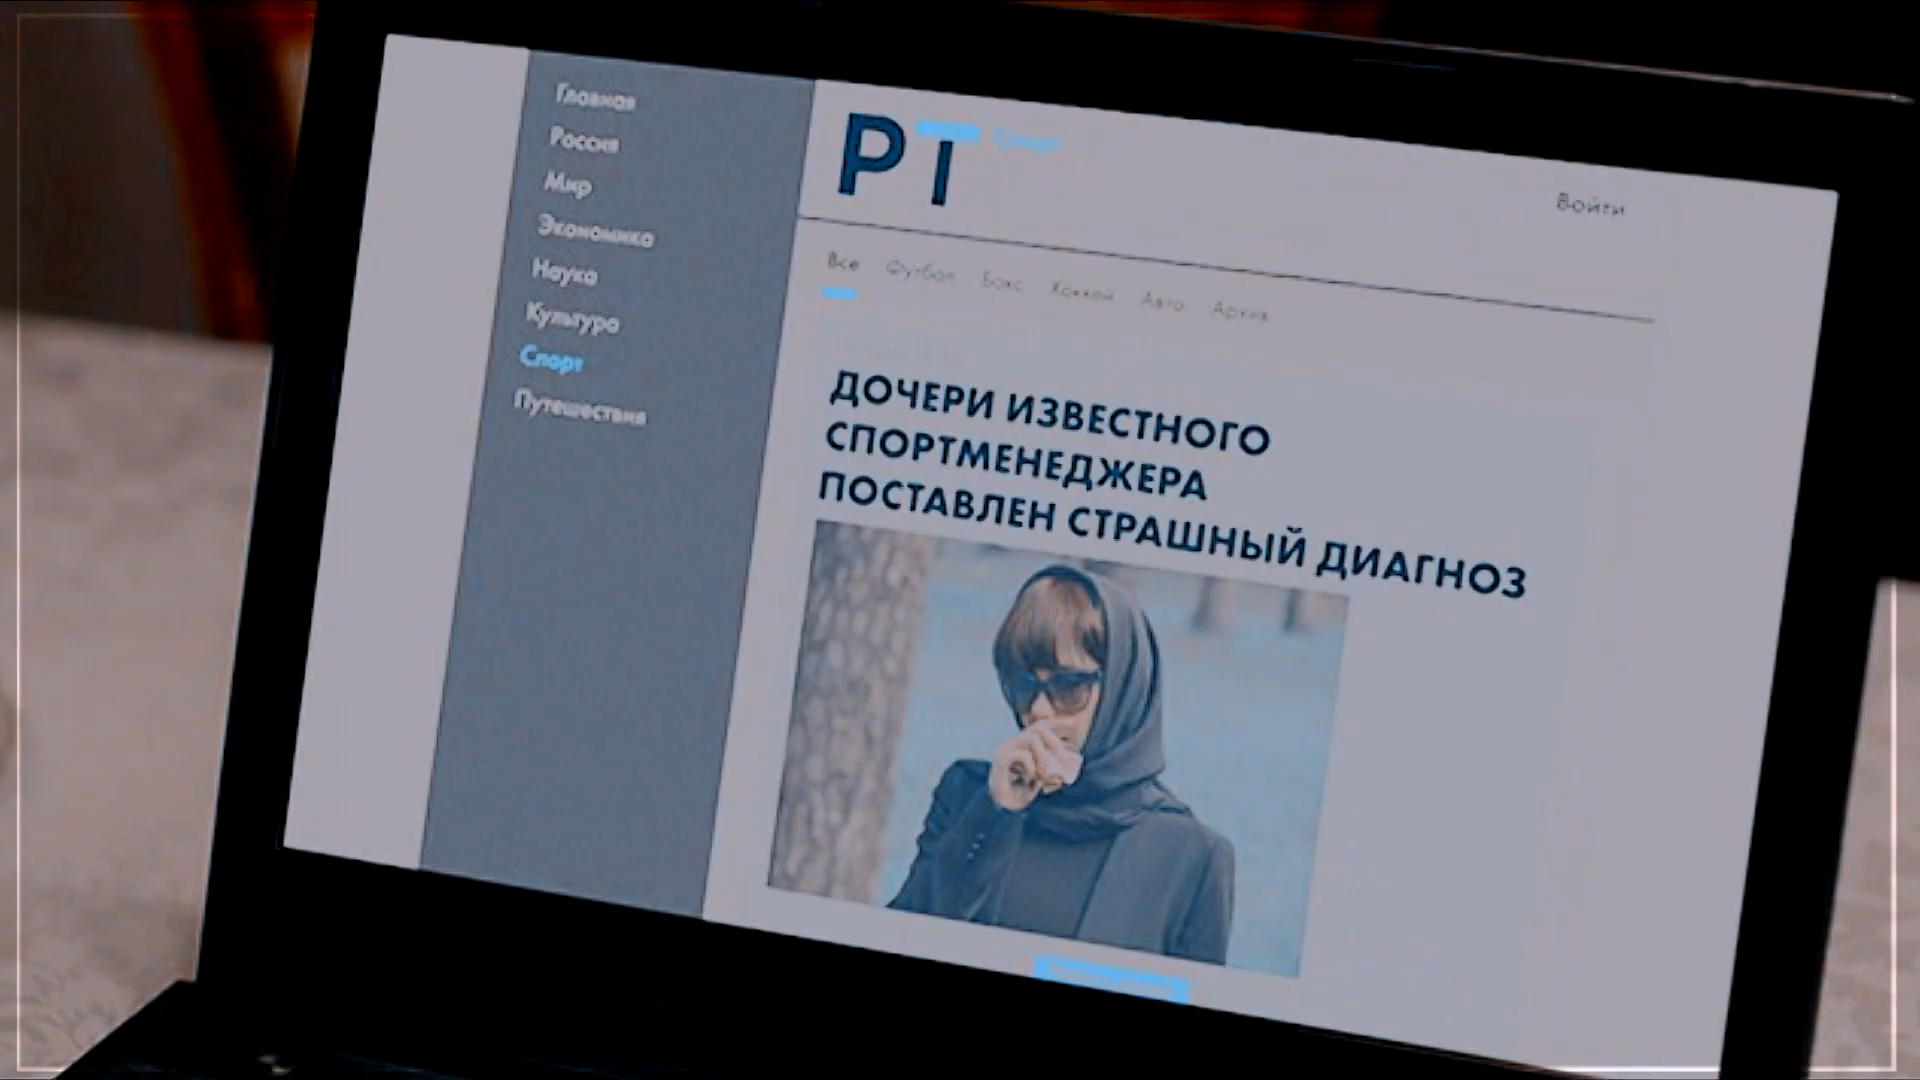 Главная
Россия
Мир
Экономика
Наука
Культура
Спорт
Путешествия
РТ Спорт
Войти
Все Футбол Бокс Хоккей Авто Архив
ДОЧЕРИ ИЗВЕСТНОГО
СПОРТМЕНЕДЖЕРА
ПОСТАВЛЕН СТРАШНЫЙ ДИАГНОЗ